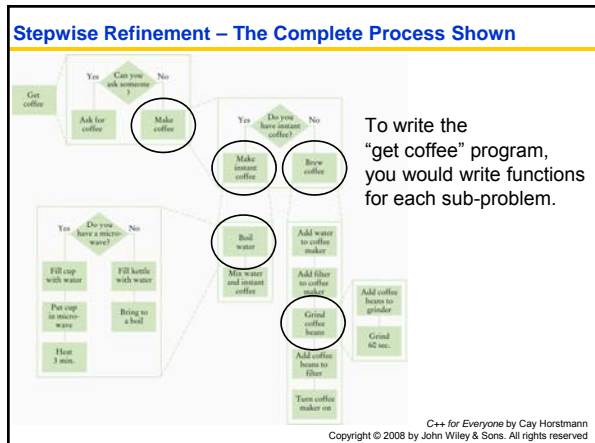 Stepwise Refinement – The Complete Process Shown
Get
coffee
Yes
Can you
ask someone
?
No
Ask for
coffee
Make
coffee
Yes
Do you
have instant
coffee?
No
Make
instant
coffee
Brew
coffee
To write the
“get coffee” program,
you would write functions
for each sub-problem.
Yes
Do you
have a micro-
wave?
No
Fill cup
with water
Put cup
in micro-
wave
Heat
3 min.
Fill kettle
with water
Bring to
a boil
Boil
water
Mix water
and instant
coffee
Add water
to coffee
maker
Add filter
to coffee
maker
Grind
coffee
beans
Add coffee
beans to
filter
Turn coffee
maker on
Add coffee
beans to
grinder
Grind
60 sec.
C++ for Everyone by Cay Horstmann
Copyright © 2008 by John Wiley & Sons. All rights reserved